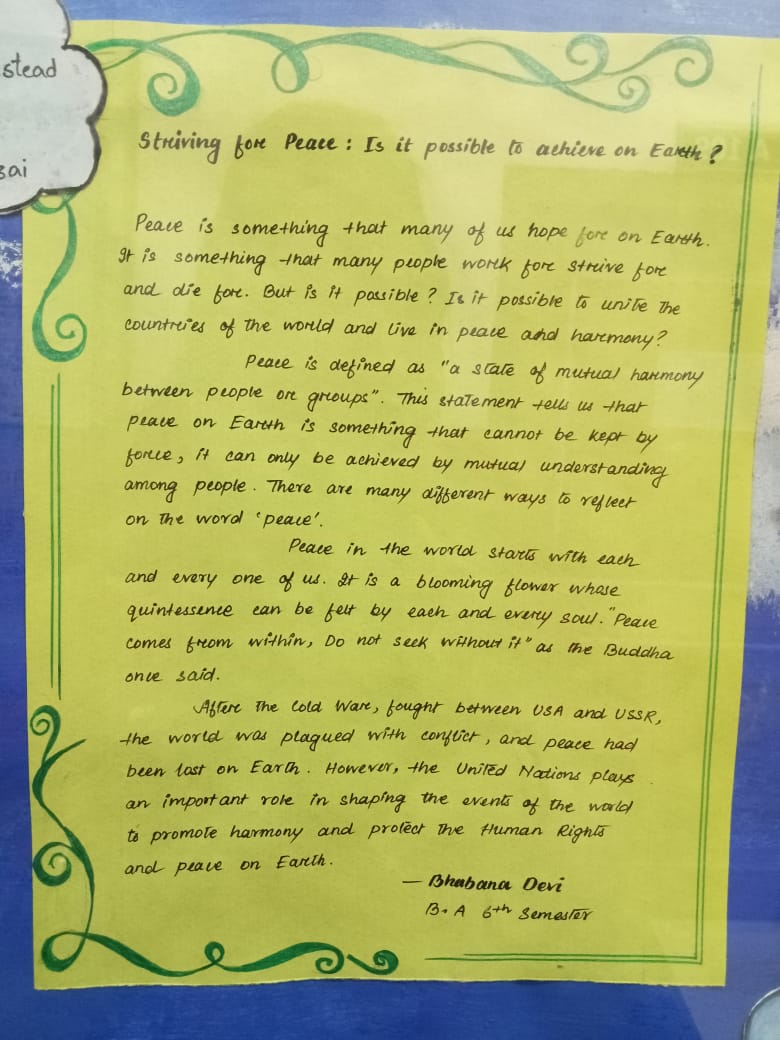 stead
sai
Striving for Peace : Is it possible to achieve on Earth ?
Peace is something that many of us hope for on Earth.
It is something that many people work for strive for
and die for. But is it possible ? Is it possible to unite the
countries of the world and live in peace and harmony?
Peace is defined as "a state of mutual harmony
between people or groups". This statement tells us that
peace on Earth is something that cannot be kept by
force, it can only be achieved by mutual understanding
among people. There are many different ways to reflect
on the word 'peace'.
Peace in the world starts with each
and every one of us. It is a blooming flower whose
quintessence can be felt by each and every soul. "Peace
comes from within, Do not seek without it" as the Buddha
once said.
After the Cold War, fought between USA and USSR,
the world was plagued with conflict, and peace had
been lost on Earth. However, the United Nations plays
an important role in shaping the events of the world
to promote harmony and protect the Human Rights
and peace on Earth.
— Bhabana Devi
B.A 6th Semester